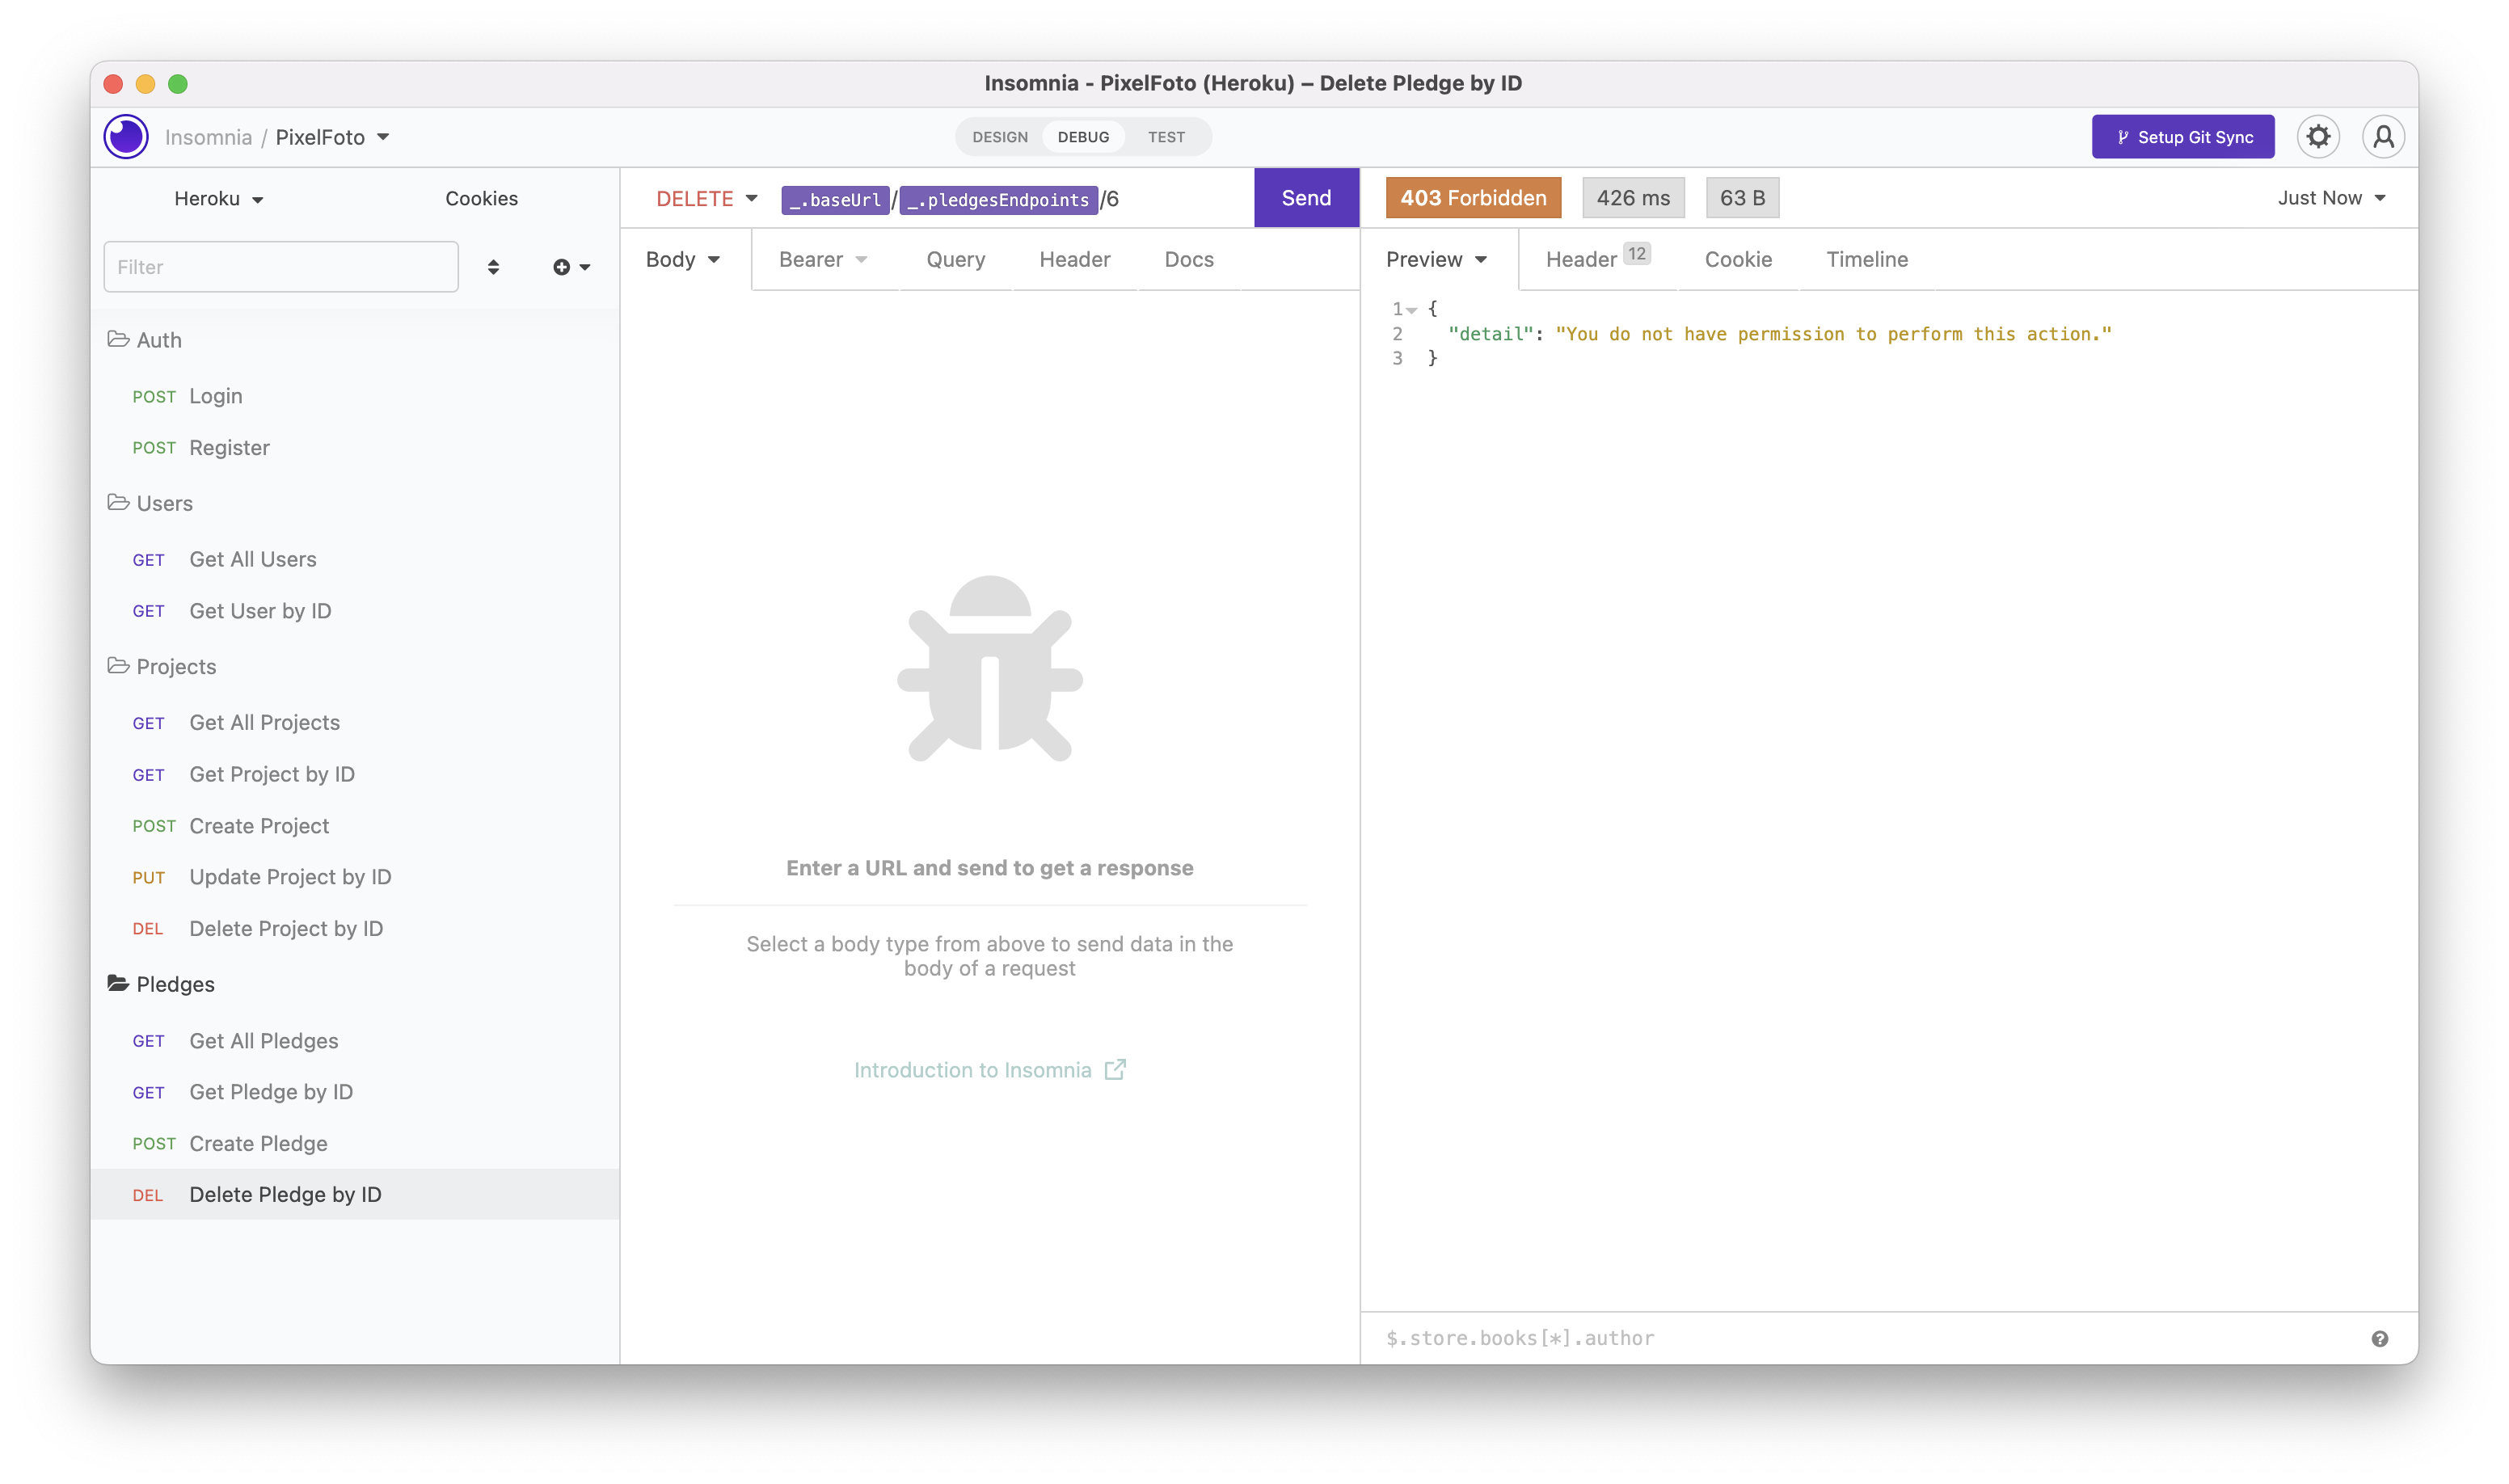 Insomnia - PixelFoto (Heroku) – Delete Pledge by ID
Insomnia / PixelFoto
DESIGN DEBUG TEST
Setup Git Sync
Heroku
Cookies
Filter
Auth
POST Login
POST Register
Users
GET Get All Users
GET Get User by ID
Projects
GET Get All Projects
GET Get Project by ID
POST Create Project
PUT Update Project by ID
DEL Delete Project by ID
Pledges
GET Get All Pledges
GET Get Pledge by ID
POST Create Pledge
DEL Delete Pledge by ID
DELETE _.baseUrl/_.pledgesEndpoints/6
Send
Body Bearer Query Header Docs
Enter a URL and send to get a response
Select a body type from above to send data in the
body of a request
Introduction to Insomnia
403 Forbidden 426 ms 63 B Just Now
Preview Header 12 Cookie Timeline
1 {
2 "detail": "You do not have permission to perform this action."
3 }
$.store.books[*].author